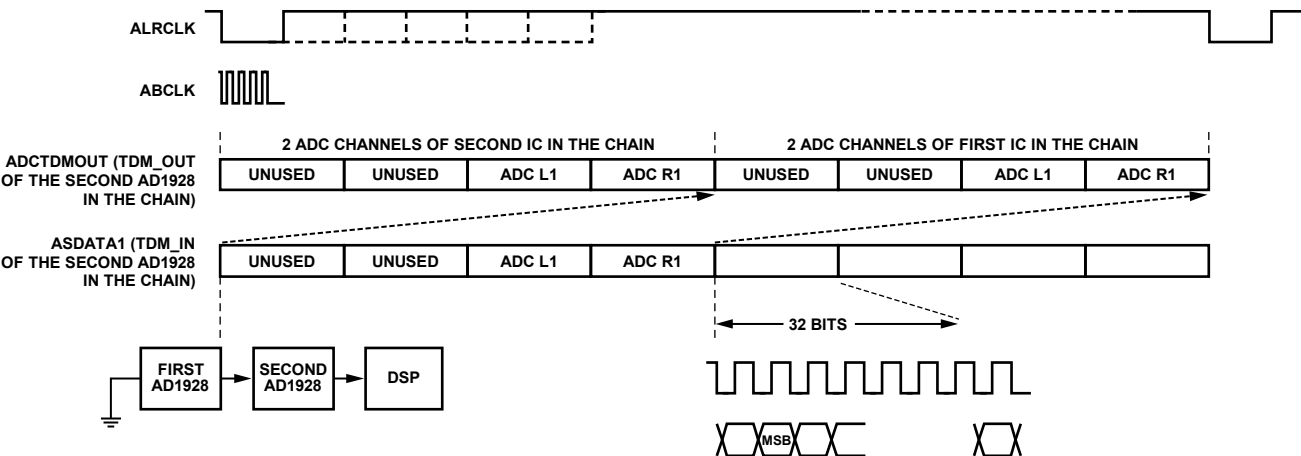 ALRCLK
ABCLK
2 ADC CHANNELS OF SECOND IC IN THE CHAIN
2 ADC CHANNELS OF FIRST IC IN THE CHAIN
ADCTDMOUT (TDM_OUT
OF THE SECOND AD1928
IN THE CHAIN)
UNUSED
UNUSED
ADC L1
ADC R1
UNUSED
UNUSED
ADC L1
ADC R1
ASDATA1 (TDM_IN
OF THE SECOND AD1928
IN THE CHAIN)
UNUSED
UNUSED
ADC L1
ADC R1
32 BITS
FIRST
AD1928
SECOND
AD1928
DSP
MSB